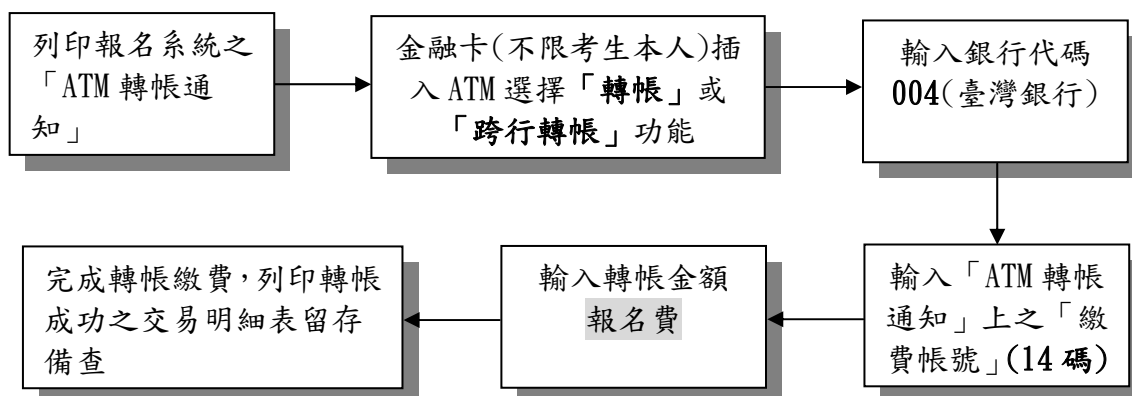 列印報名系統之
「ATM 轉帳通
知」
金融卡(不限考生本人)插
入 ATM 選擇「轉帳」或
「跨行轉帳」功能
輸入銀行代碼
004(臺灣銀行)
輸入「ATM 轉帳
通知」上之「繳
費帳號」(14 碼)
輸入轉帳金額
報名費
完成轉帳繳費，列印轉帳
成功之交易明細表留存
備查